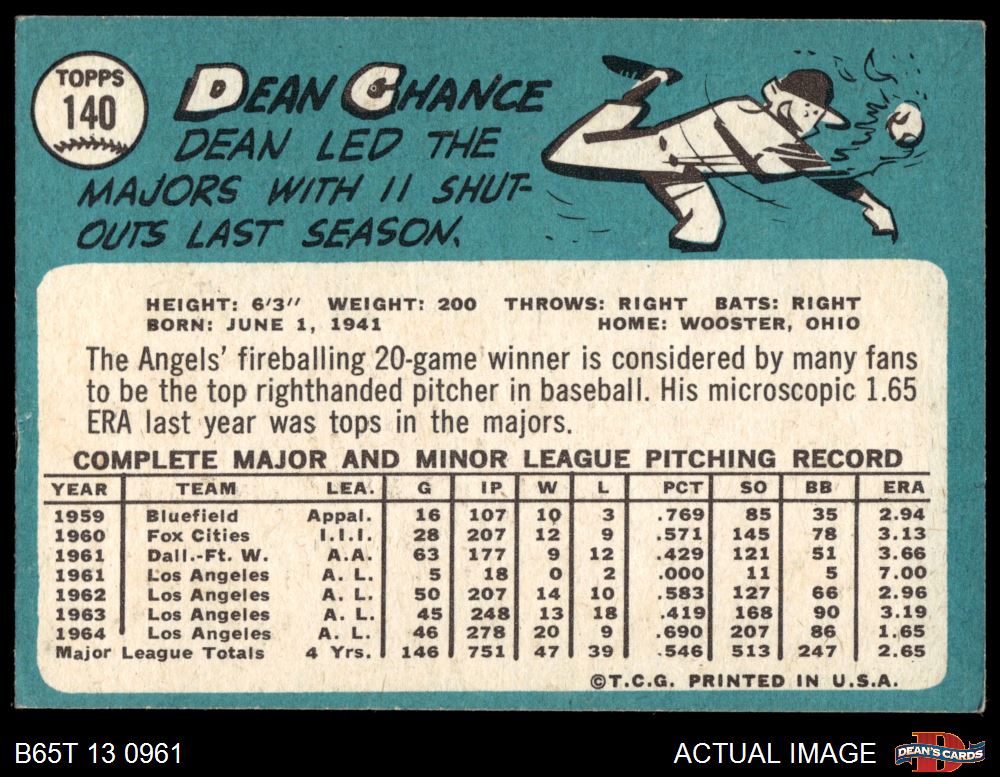 TOPPS
140
DEAN CHANCE
DEAN LED THE
MAJORS WITH 11 SHUT-
OUTS LAST SEASON.
HEIGHT: 6'3" WEIGHT: 200 THROWS: RIGHT BATS: RIGHT
BORN: JUNE 1, 1941 HOME: WOOSTER, OHIO
The Angels' fireballing 20-game winner is considered by many fans
to be the top righthanded pitcher in baseball. His microscopic 1.65
ERA last year was tops in the majors.
COMPLETE MAJOR AND MINOR LEAGUE PITCHING RECORD
YEAR TEAM LEA. G IP W L PCT SO BB ERA
1959 Bluefield Appal. 16 107 10 3 .769 85 35 2.94
1960 Fox Cities I.I.I. 28 207 12 9 .571 145 78 3.13
1961 Dall.-Ft. W. A.A. 63 177 9 12 .429 121 51 3.66
1961 Los Angeles A. L. 5 18 0 2 .000 11 5 7.00
1962 Los Angeles A. L. 50 207 14 10 .583 127 66 2.96
1963 Los Angeles A. L. 45 248 13 18 .419 168 90 3.19
1964 Los Angeles A. L. 46 278 20 9 .690 207 86 1.65
Major League Totals 4 Yrs. 146 751 47 39 .546 513 247 2.65
©T.C.G. PRINTED IN U.S.A.
B65T 13 0961 ACTUAL IMAGE D DEAN'S CARDS